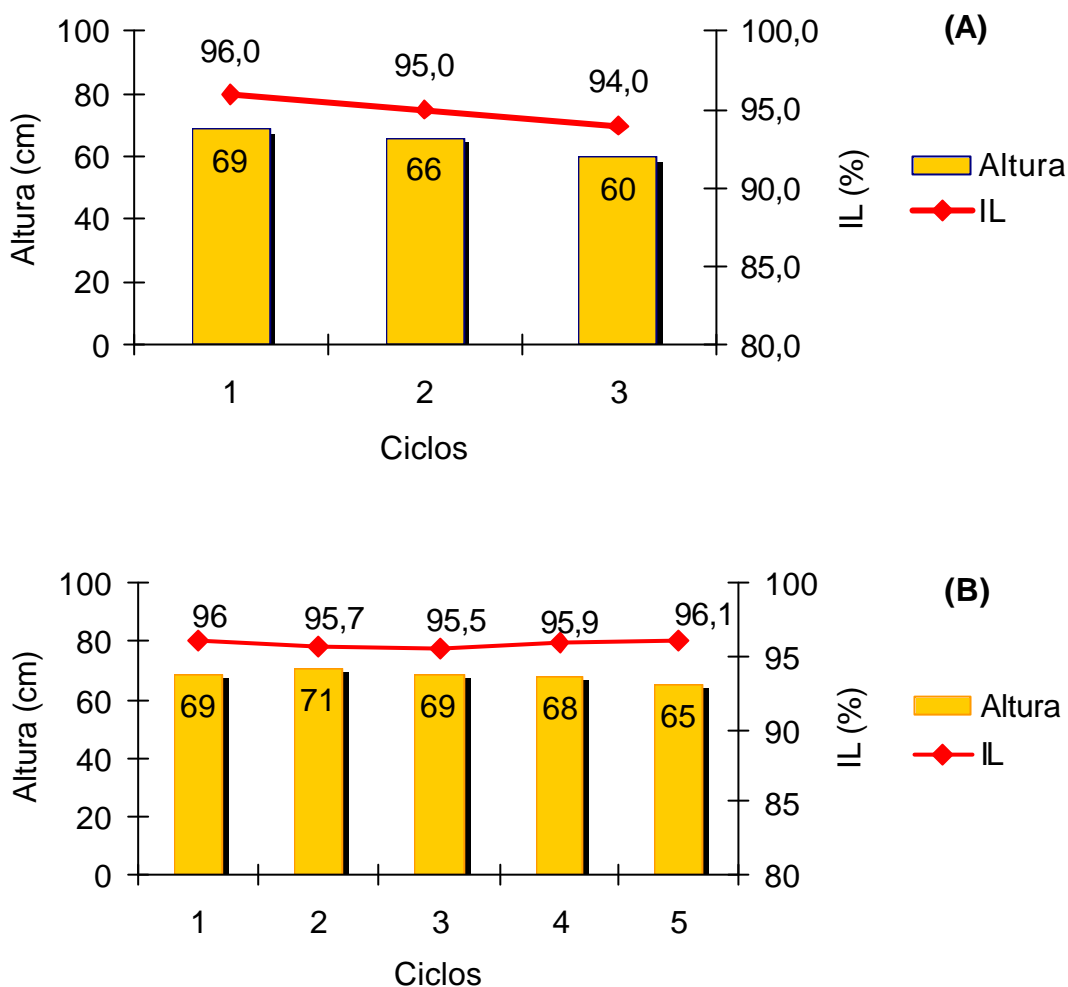 (A)
100
80
60
40
20
0
Altura (cm)
96,0
95,0
94,0
69
66
60
100,0
95,0
90,0
85,0
80,0
IL (%)
Altura
IL
1 2 3
Ciclos
(B)
100
80
60
40
20
0
Altura (cm)
96 95,7 95,5 95,9 96,1
69 71 69 68 65
100
95
90
85
80
IL (%)
Altura
IL
1 2 3 4 5
Ciclos